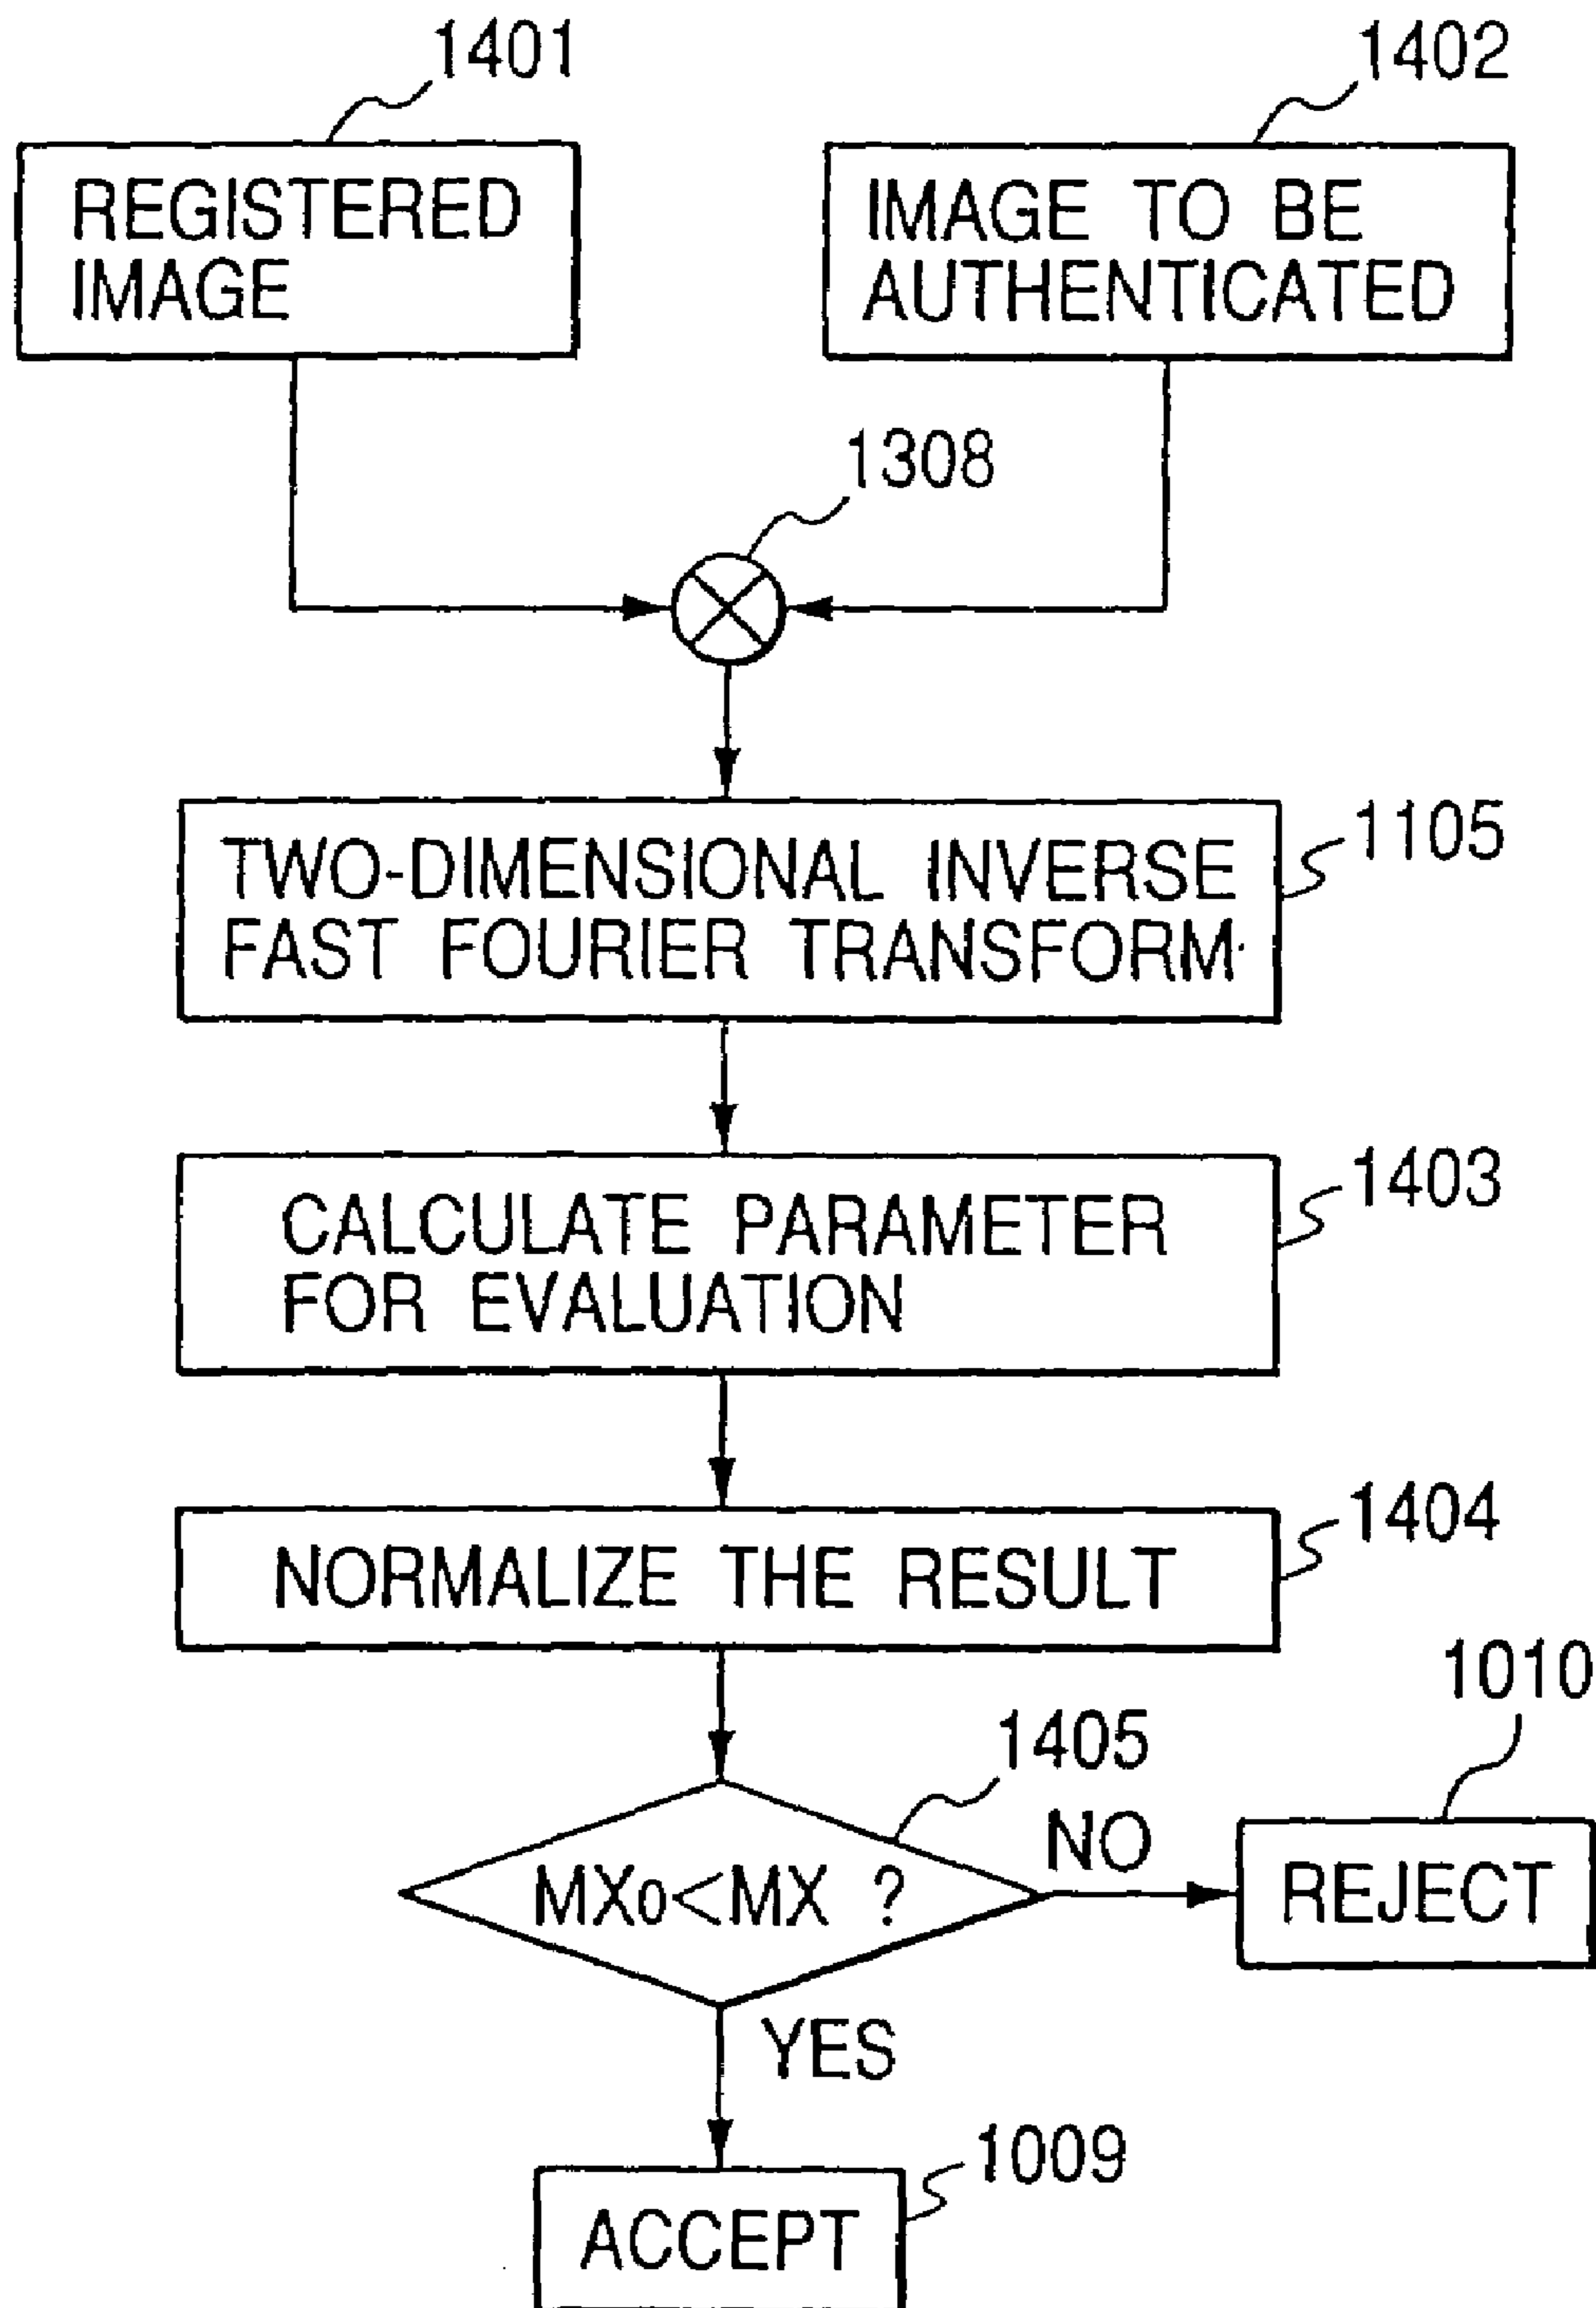 1401
1402
REGISTERED
IMAGE
IMAGE TO BE
AUTHENTICATED
1308
1105
TWO-DIMENSIONAL INVERSE
FAST FOURIER TRANSFORM
1403
CALCULATE PARAMETER
FOR EVALUATION
1404
NORMALIZE THE RESULT
1010
1405
NO
MX0<MX ?
REJECT
YES
1009
ACCEPT